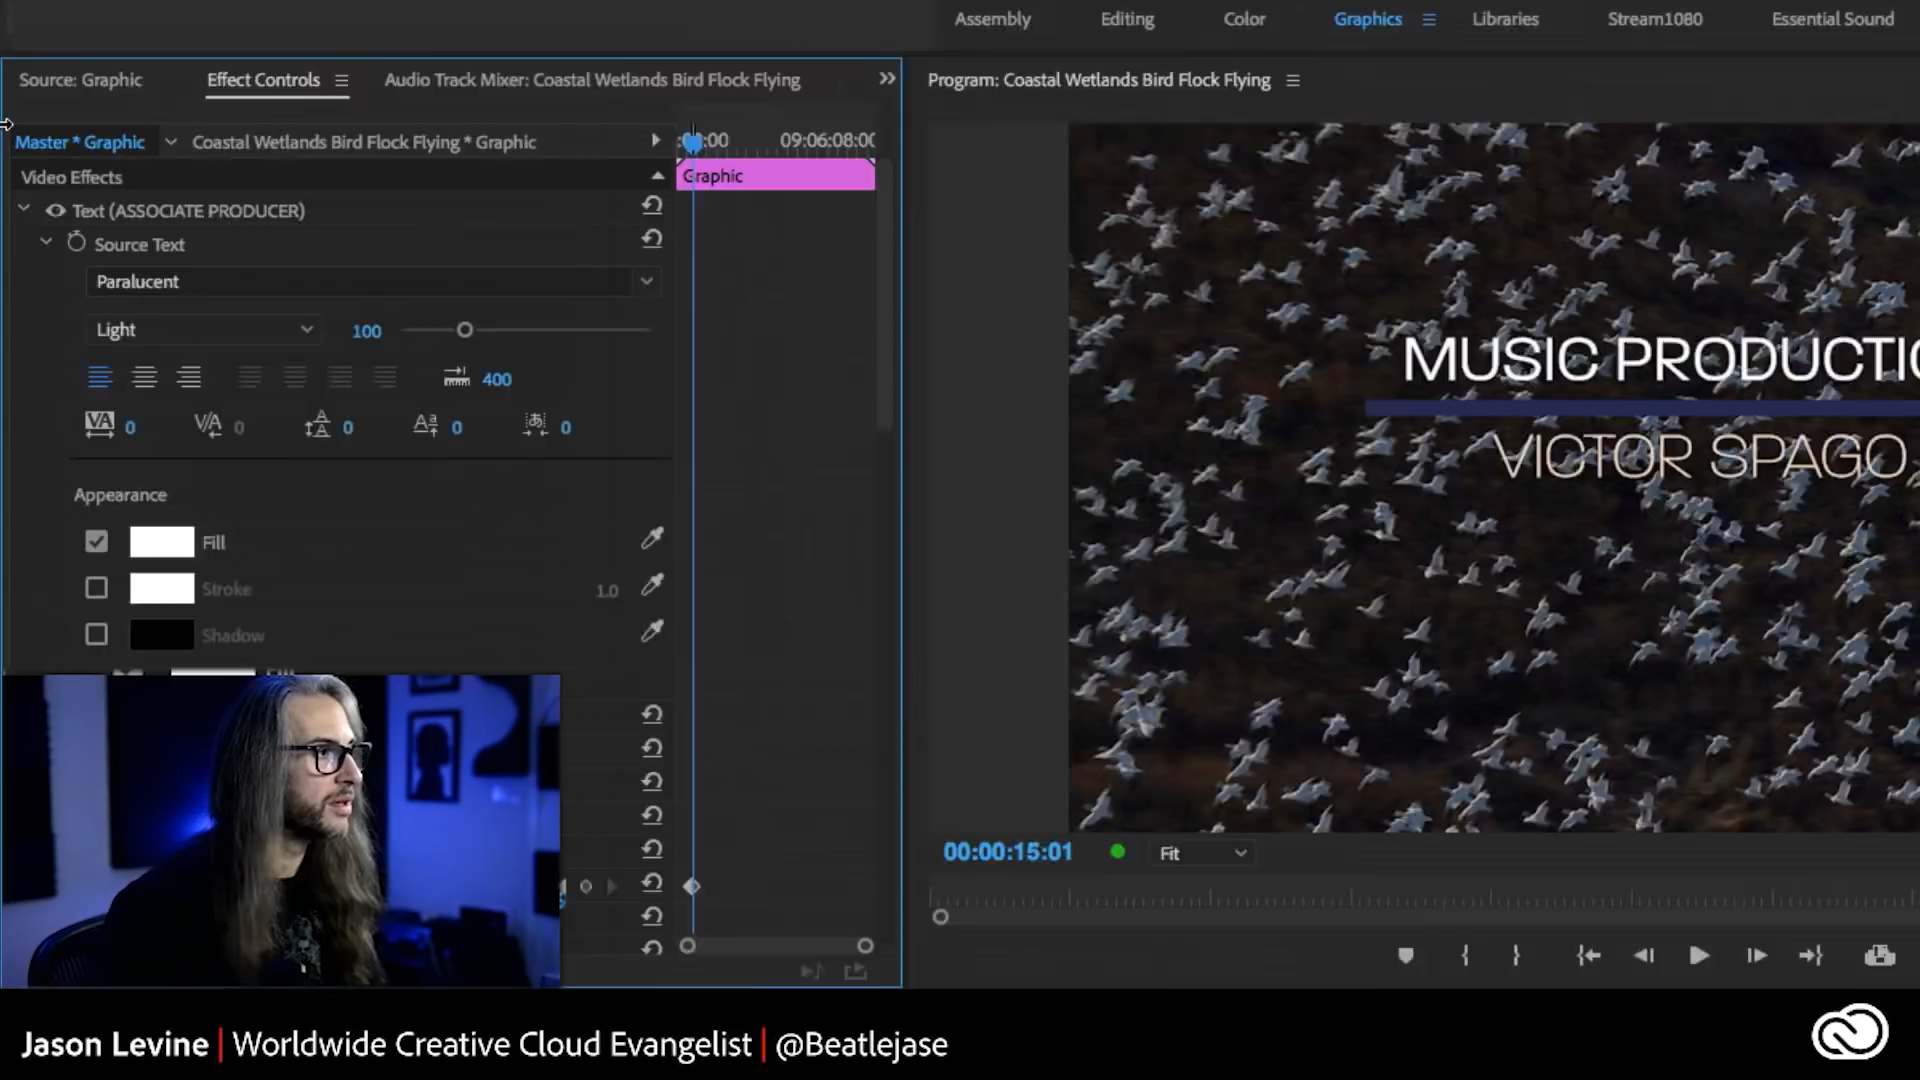 Assembly
Editing
Color
Graphics
Libraries
Stream1080
Essential Sound
Source: Graphic
Effect Controls
Audio Track Mixer: Coastal Wetlands Bird Flock Flying
Program: Coastal Wetlands Bird Flock Flying
Master * Graphic
Coastal Wetlands Bird Flock Flying * Graphic
:00
09:06:08:00
Video Effects
Graphic
Text (ASSOCIATE PRODUCER)
Source Text
Paralucent
Light
100
400
0
0
0
0
0
Appearance
Fill
Stroke
1.0
Shadow
MUSIC PRODUCTIO
VICTOR SPAGO
00:00:15:01
Fit
Jason Levine | Worldwide Creative Cloud Evangelist | @Beatlejase